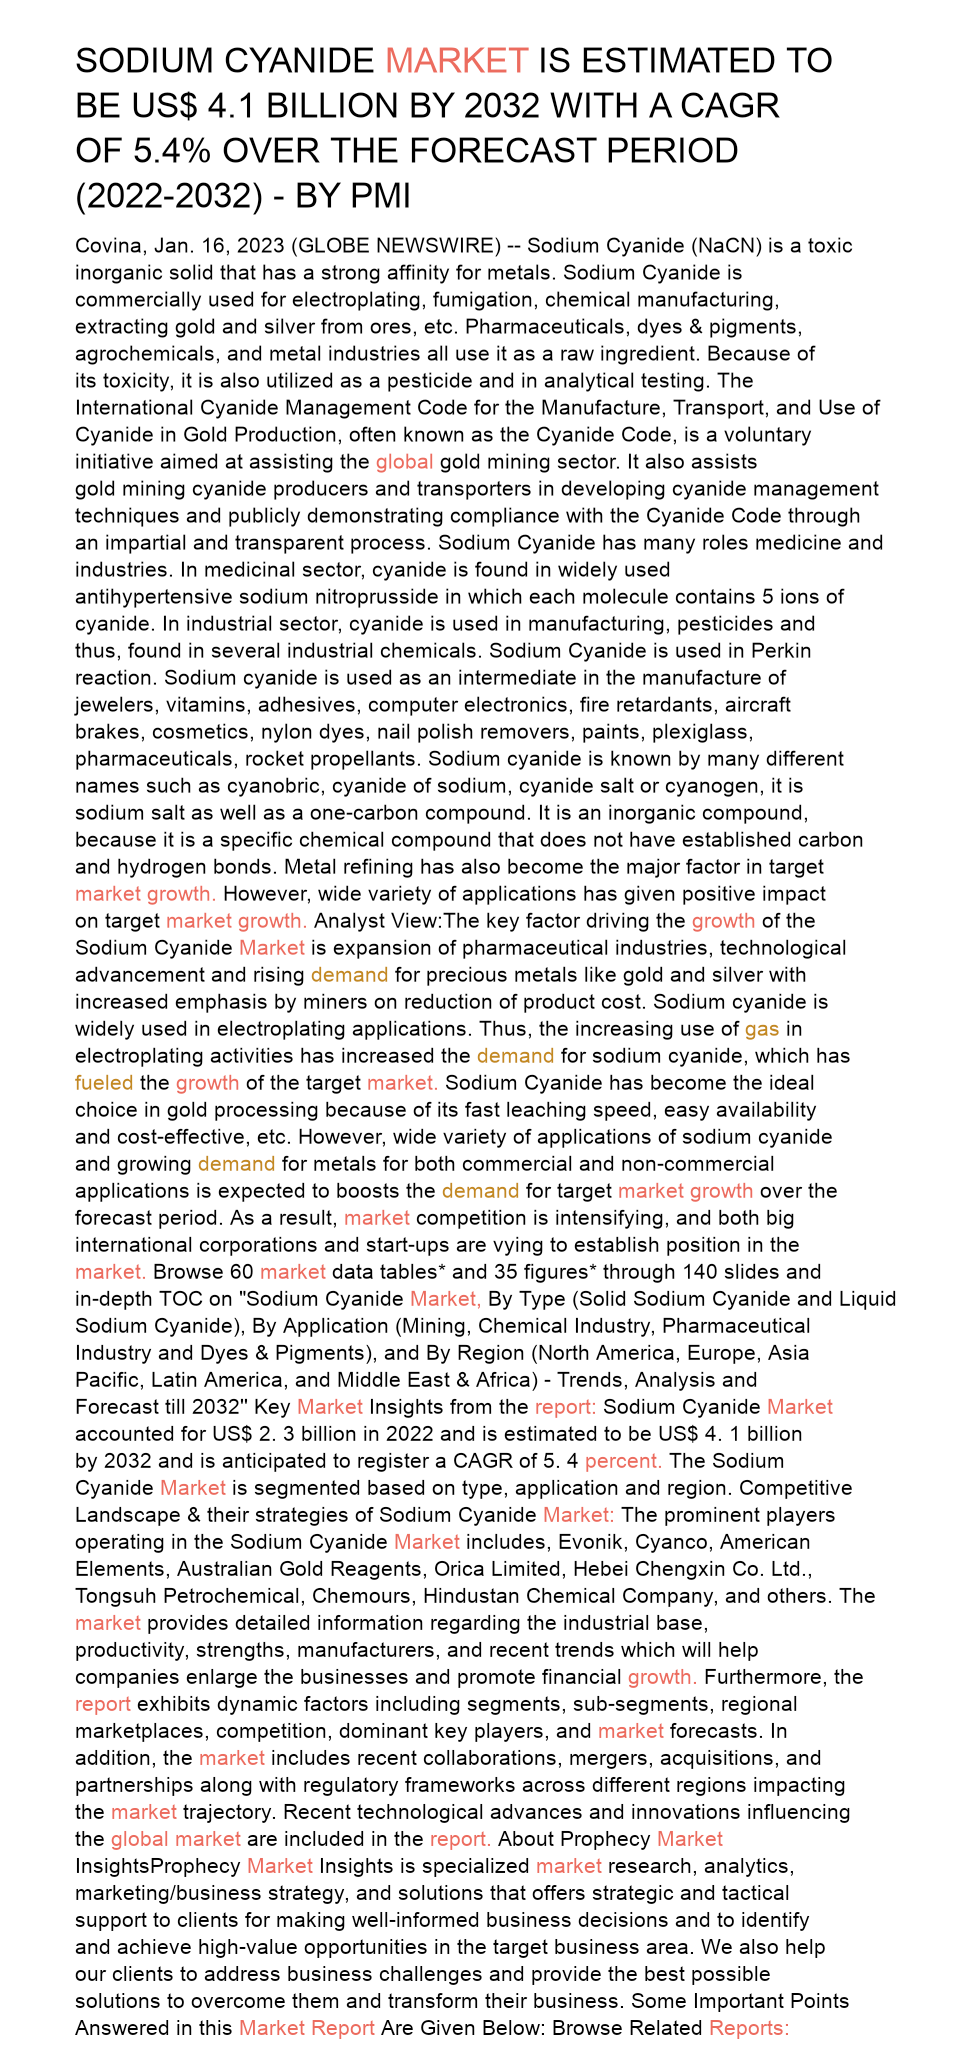 SODIUM CYANIDE MARKET IS ESTIMATED TO
BE US$ 4.1 BILLION BY 2032 WITH A CAGR
OF 5.4% OVER THE FORECAST PERIOD
(2022-2032) - BY PMI
Covina, Jan. 16, 2023 (GLOBE NEWSWIRE) -- Sodium Cyanide (NaCN) is a toxic
inorganic solid that has a strong affinity for metals. Sodium Cyanide is
commercially used for electroplating, fumigation, chemical manufacturing,
extracting gold and silver from ores, etc. Pharmaceuticals, dyes & pigments,
agrochemicals, and metal industries all use it as a raw ingredient. Because of
its toxicity, it is also utilized as a pesticide and in analytical testing. The
International Cyanide Management Code for the Manufacture, Transport, and Use of
Cyanide in Gold Production, often known as the Cyanide Code, is a voluntary
initiative aimed at assisting the global gold mining sector. It also assists
gold mining cyanide producers and transporters in developing cyanide management
techniques and publicly demonstrating compliance with the Cyanide Code through
an impartial and transparent process. Sodium Cyanide has many roles medicine and
industries. In medicinal sector, cyanide is found in widely used
antihypertensive sodium nitroprusside in which each molecule contains 5 ions of
cyanide. In industrial sector, cyanide is used in manufacturing, pesticides and
thus, found in several industrial chemicals. Sodium Cyanide is used in Perkin
reaction. Sodium cyanide is used as an intermediate in the manufacture of
jewelers, vitamins, adhesives, computer electronics, fire retardants, aircraft
brakes, cosmetics, nylon dyes, nail polish removers, paints, plexiglass,
pharmaceuticals, rocket propellants. Sodium cyanide is known by many different
names such as cyanobric, cyanide of sodium, cyanide salt or cyanogen, it is
sodium salt as well as a one-carbon compound. It is an inorganic compound,
because it is a specific chemical compound that does not have established carbon
and hydrogen bonds. Metal refining has also become the major factor in target
market growth. However, wide variety of applications has given positive impact
on target market growth. Analyst View:The key factor driving the growth of the
Sodium Cyanide Market is expansion of pharmaceutical industries, technological
advancement and rising demand for precious metals like gold and silver with
increased emphasis by miners on reduction of product cost. Sodium cyanide is
widely used in electroplating applications. Thus, the increasing use of gas in
electroplating activities has increased the demand for sodium cyanide, which has
fueled the growth of the target market. Sodium Cyanide has become the ideal
choice in gold processing because of its fast leaching speed, easy availability
and cost-effective, etc. However, wide variety of applications of sodium cyanide
and growing demand for metals for both commercial and non-commercial
applications is expected to boosts the demand for target market growth over the
forecast period. As a result, market competition is intensifying, and both big
international corporations and start-ups are vying to establish position in the
market. Browse 60 market data tables* and 35 figures* through 140 slides and
in-depth TOC on "Sodium Cyanide Market, By Type (Solid Sodium Cyanide and Liquid
Sodium Cyanide), By Application (Mining, Chemical Industry, Pharmaceutical
Industry and Dyes & Pigments), and By Region (North America, Europe, Asia
Pacific, Latin America, and Middle East & Africa) - Trends, Analysis and
Forecast till 2032" Key Market Insights from the report: Sodium Cyanide Market
accounted for US$ 2. 3 billion in 2022 and is estimated to be US$ 4. 1 billion
by 2032 and is anticipated to register a CAGR of 5. 4 percent. The Sodium
Cyanide Market is segmented based on type, application and region. Competitive
Landscape & their strategies of Sodium Cyanide Market: The prominent players
operating in the Sodium Cyanide Market includes, Evonik, Cyanco, American
Elements, Australian Gold Reagents, Orica Limited, Hebei Chengxin Co. Ltd.,
Tongsuh Petrochemical, Chemours, Hindustan Chemical Company, and others. The
market provides detailed information regarding the industrial base,
productivity, strengths, manufacturers, and recent trends which will help
companies enlarge the businesses and promote financial growth. Furthermore, the
report exhibits dynamic factors including segments, sub-segments, regional
marketplaces, competition, dominant key players, and market forecasts. In
addition, the market includes recent collaborations, mergers, acquisitions, and
partnerships along with regulatory frameworks across different regions impacting
the market trajectory. Recent technological advances and innovations influencing
the global market are included in the report. About Prophecy Market
InsightsProphecy Market Insights is specialized market research, analytics,
marketing/business strategy, and solutions that offers strategic and tactical
support to clients for making well-informed business decisions and to identify
and achieve high-value opportunities in the target business area. We also help
our clients to address business challenges and provide the best possible
solutions to overcome them and transform their business. Some Important Points
Answered in this Market Report Are Given Below: Browse Related Reports: